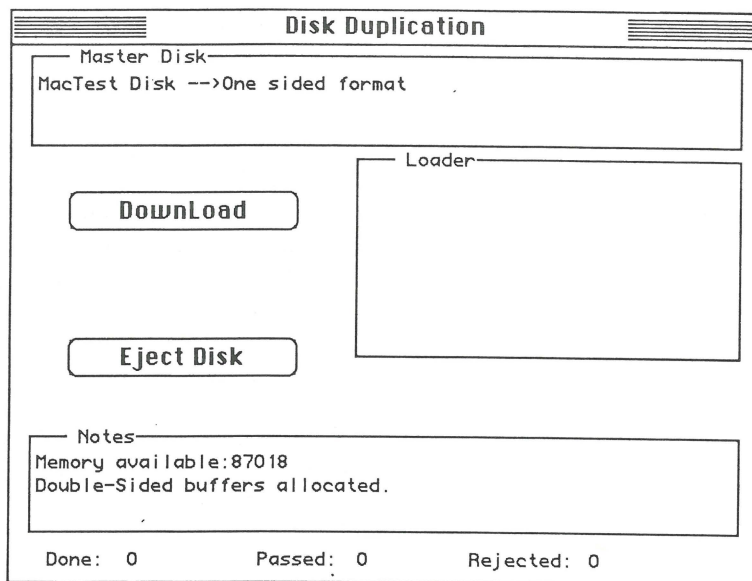 Disk Duplication
Master Disk
MacTest Disk -->One sided format
Loader
DownLoad
Eject Disk
Notes
Memory available:87018
Double-Sided buffers allocated.
Done: 0 Passed: 0 Rejected: 0